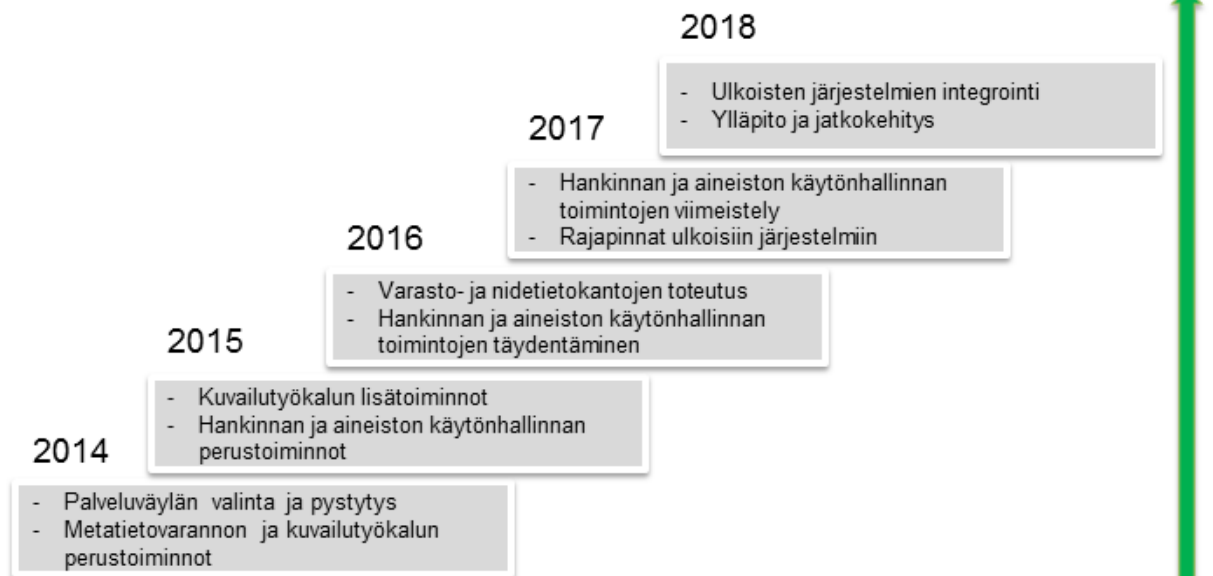 2018
- Ulkoisten järjestelmien integrointi
- Ylläpito ja jatkokehitys
2017
- Hankinnan ja aineiston käytönhallinnan
toimintojen viimeistely
- Rajapinnat ulkoisiin järjestelmiin
2016
- Varasto- ja nidetietokantojen toteutus
- Hankinnan ja aineiston käytönhallinnan
toimintojen täydentäminen
2015
- Kuvailutyökalun lisätoiminnot
- Hankinnan ja aineiston käytönhallinnan
perustoiminnot
2014
- Palveluväylän valinta ja pystytys
- Metatietovarannon ja kuvailutyökalun
perustoiminnot